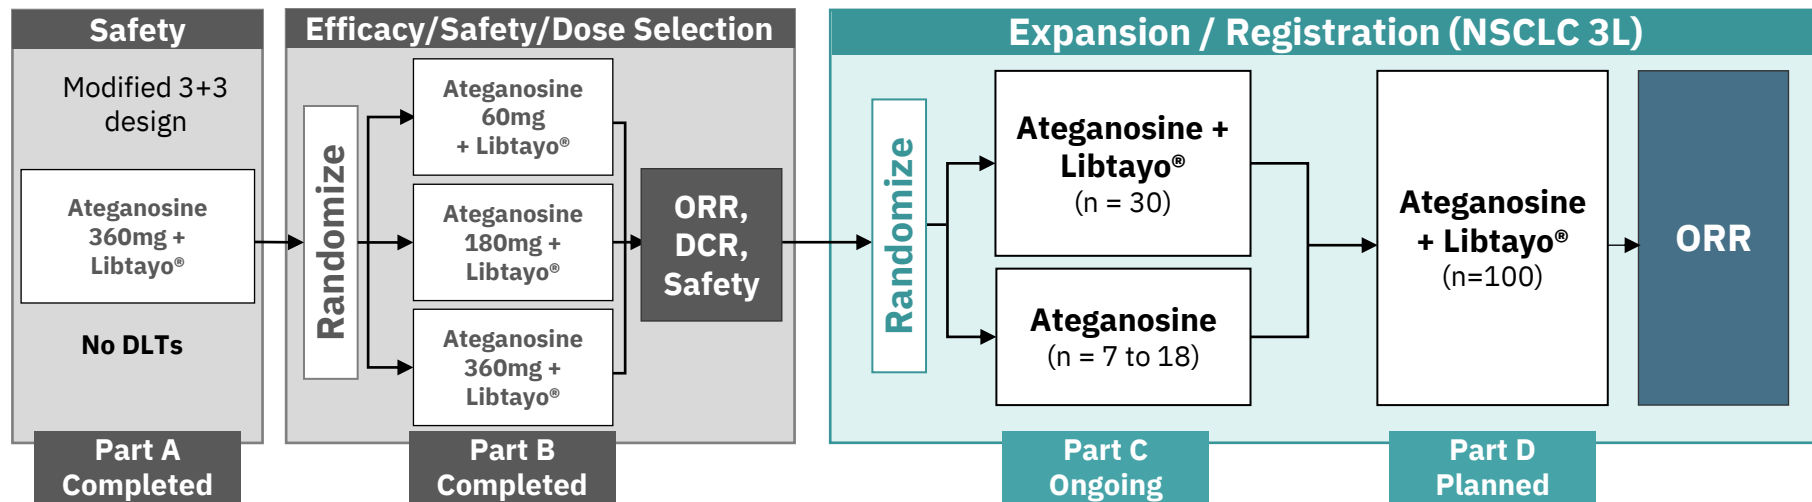 Safety
Modified 3+3
design
Ateganosine
360mg +
Libtayo®
No DLTs
Part A
Completed
Efficacy/Safety/Dose Selection
Randomize
Ateganosine
60mg
+ Libtayo®
Ateganosine
180mg +
Libtayo®
Ateganosine
360mg +
Libtayo®
ORR,
DCR,
Safety
Part B
Completed
Expansion / Registration (NSCLC 3L)
Randomize
Ateganosine +
Libtayo®
(n = 30)
Ateganosine
(n = 7 to 18)
Part C
Ongoing
Ateganosine
+ Libtayo®
(n=100)
ORR
Part D
Planned